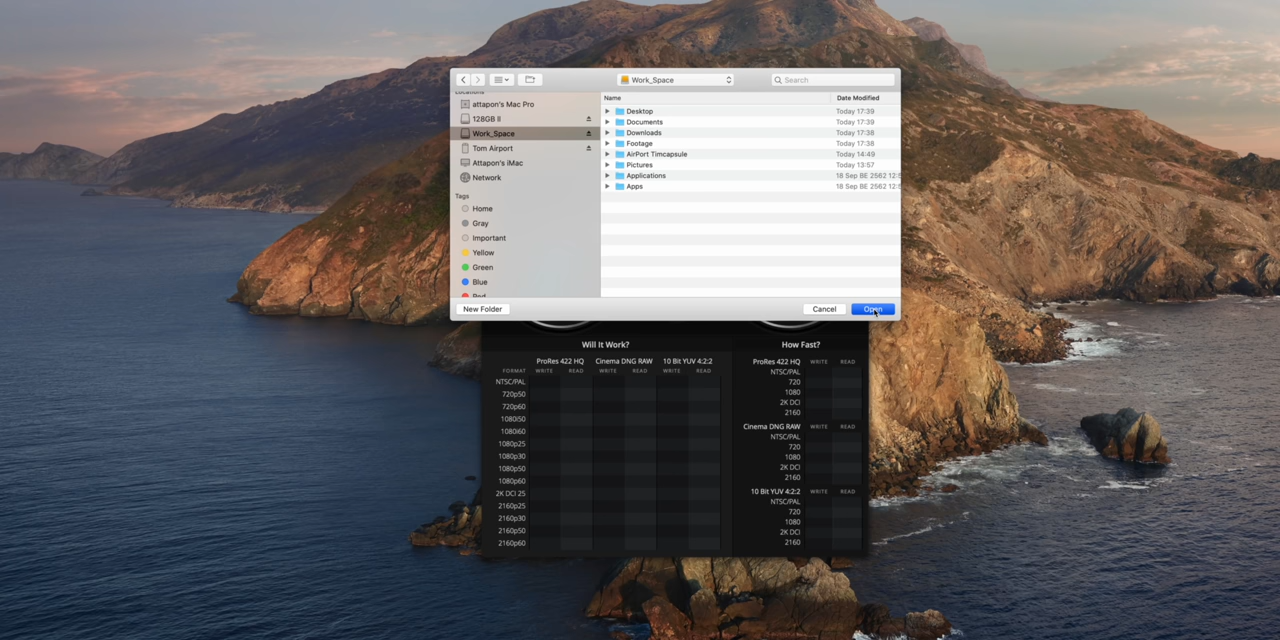 Work_Space
Search
Locations
attapon's Mac Pro
128GB II
Work_Space
Tom Airport
Attapon's iMac
Network
Tags
Home
Gray
Important
Yellow
Green
Blue
Red
Name Date Modified
Desktop Today 17:39
Documents Today 17:39
Downloads Today 17:38
Footage Today 17:38
AirPort Timcapsule Today 14:49
Pictures Today 13:57
Applications 18 Sep BE 2562 12:5
Apps 18 Sep BE 2562 12:5
New Folder Cancel Open
Will It Work?
ProRes 422 HQ Cinema DNG RAW 10 Bit YUV 4:2:2
FORMAT WRITE READ WRITE READ WRITE READ
NTSC/PAL
720p50
720p60
1080i50
1080i60
1080p25
1080p30
1080p50
1080p60
2K DCI 25
2160p25
2160p30
2160p50
2160p60
How Fast?
ProRes 422 HQ WRITE READ
NTSC/PAL
720
1080
2K DCI
2160
Cinema DNG RAW WRITE READ
NTSC/PAL
720
1080
2K DCI
2160
10 Bit YUV 4:2:2 WRITE READ
NTSC/PAL
720
1080
2K DCI
2160